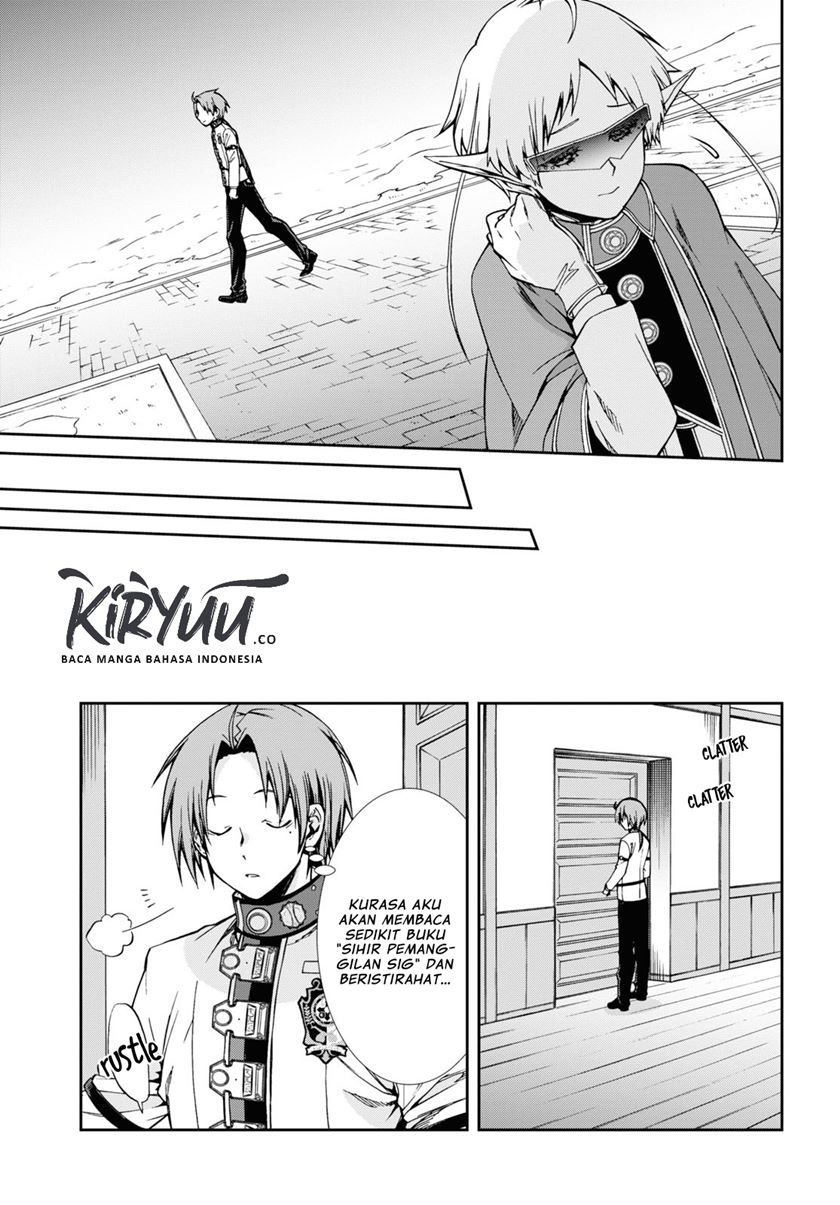 KIRYUU.CO
BACA MANGA BAHASA INDONESIA
CLATTER
CLATTER
KURASA AKU
AKAN MEMBACA
SEDIKIT BUKU
"SIHIR PEMANG-
GILAN SIG" DAN
BERISTIRAHAT...
rustle